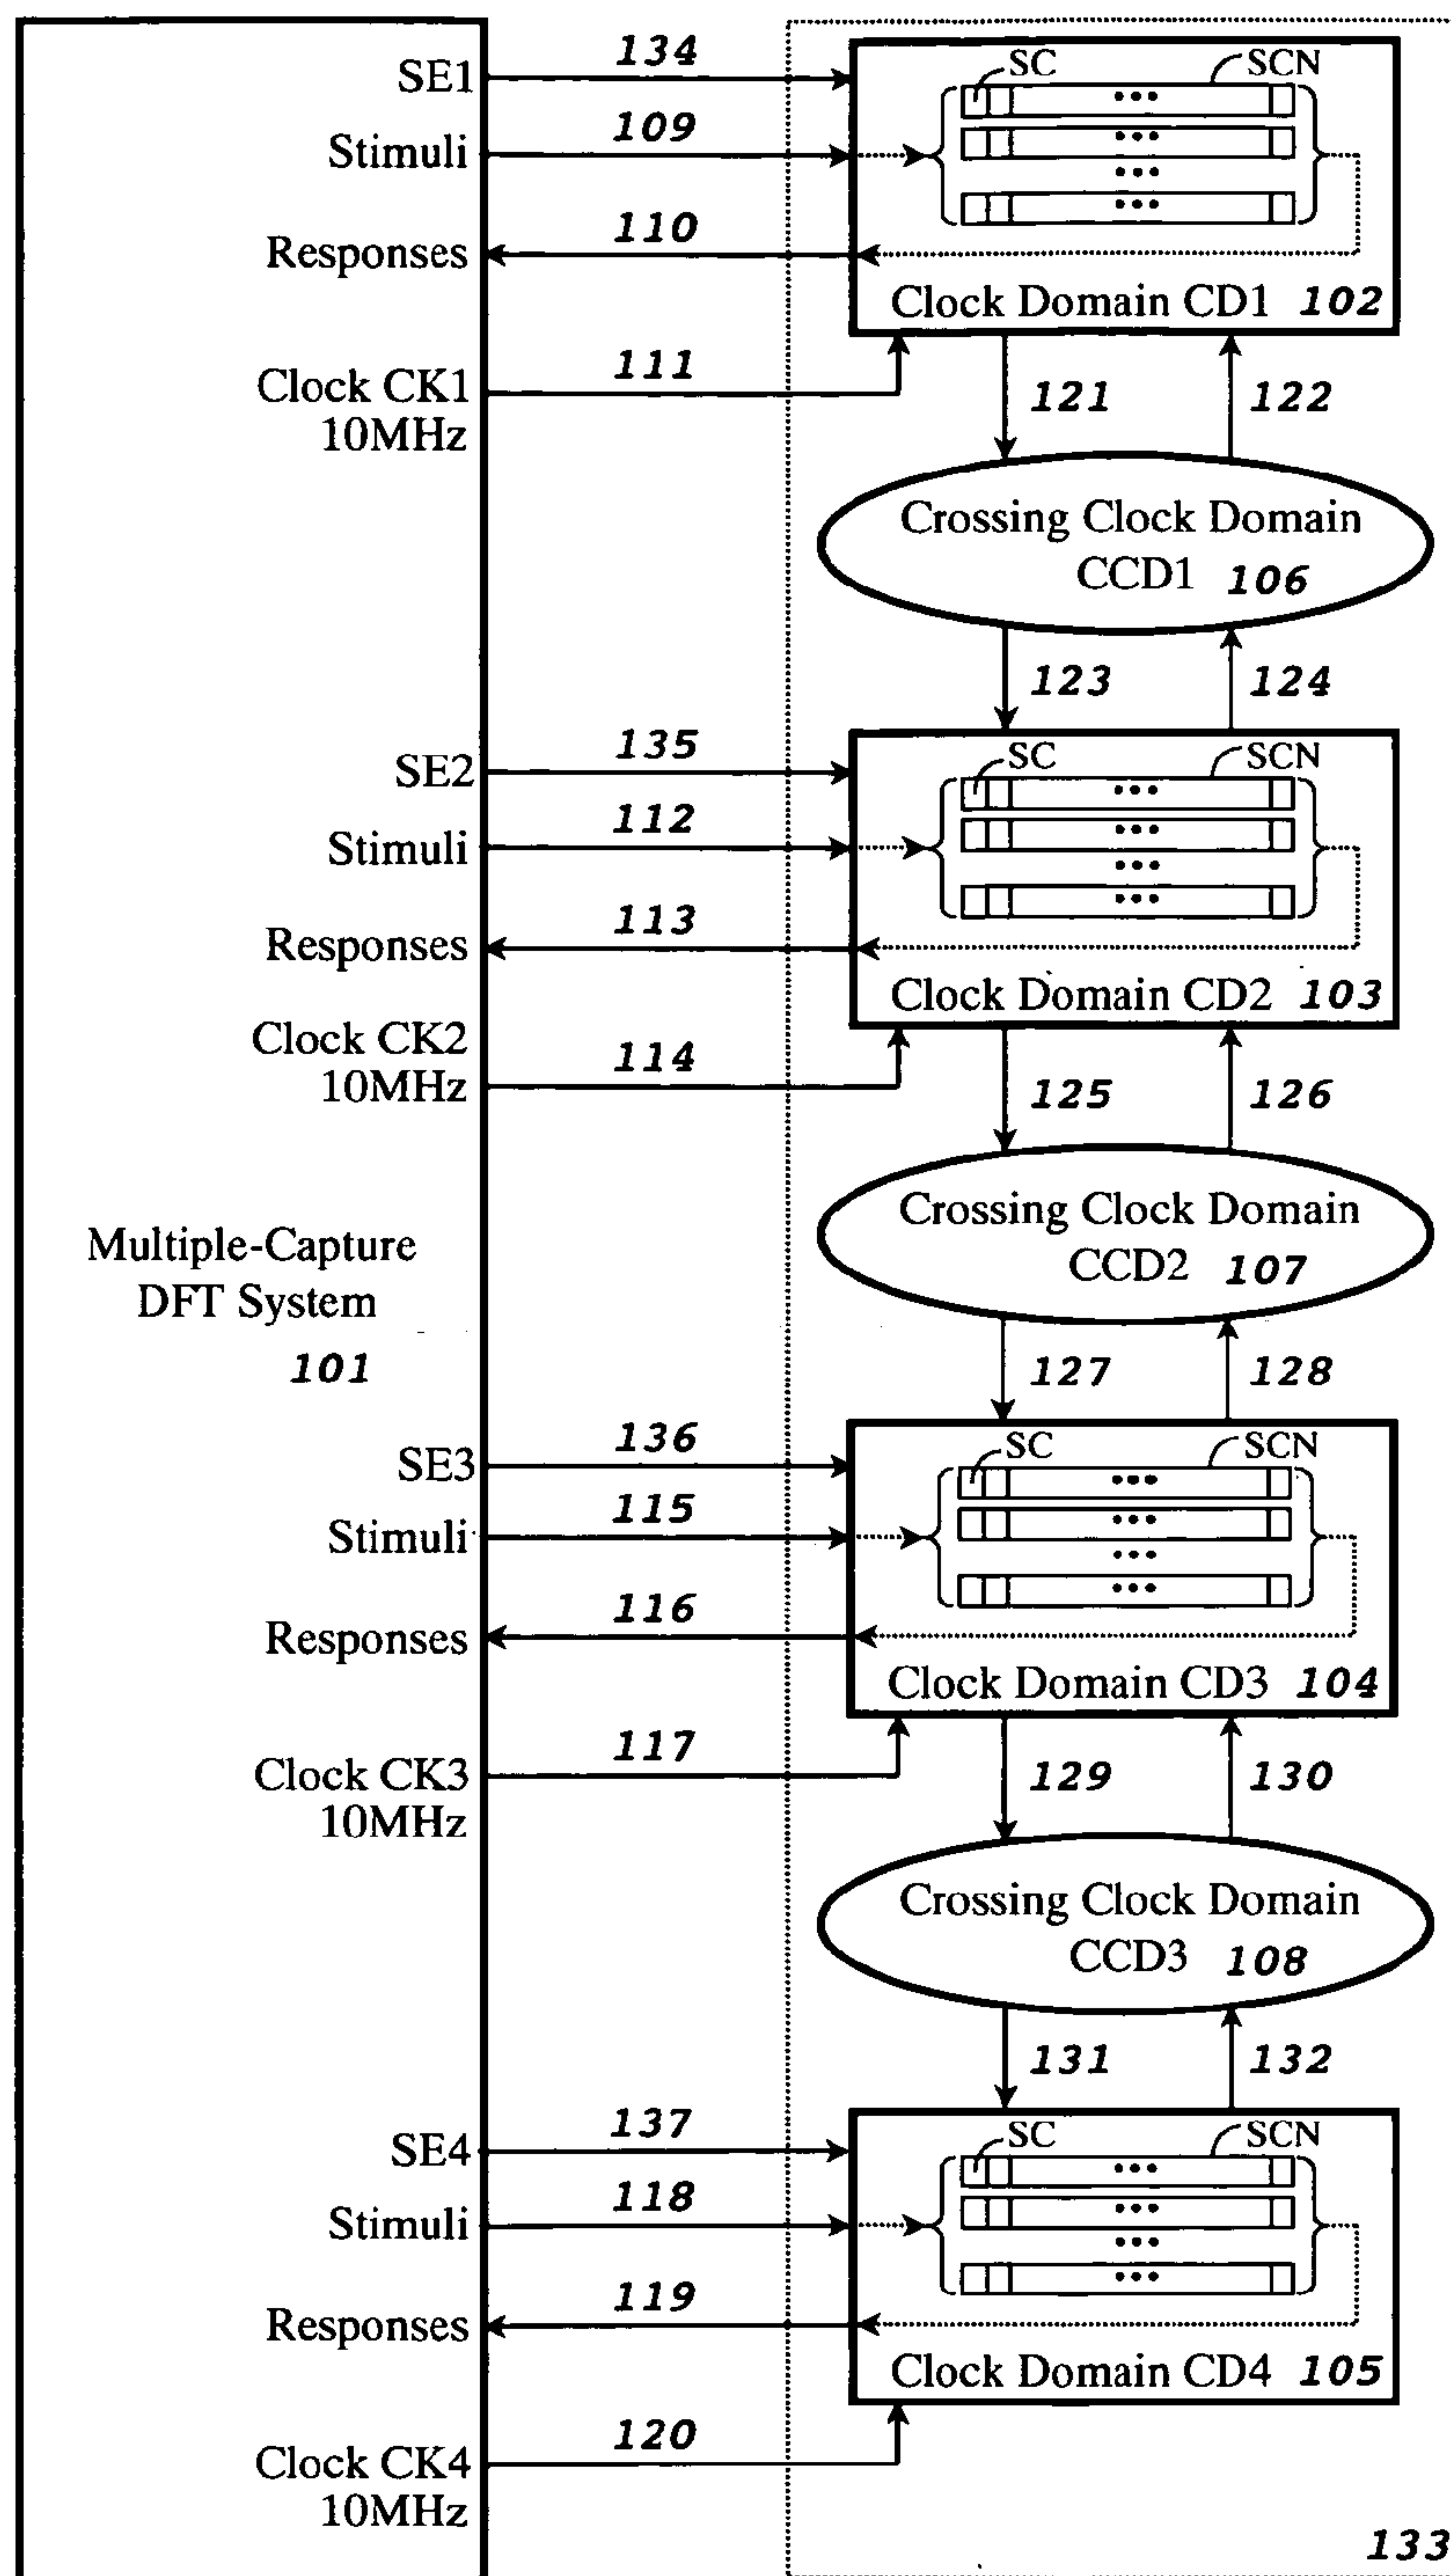 134
SE1
SC
SCN
109
Stimuli
110
Responses
Clock Domain CD1 102
111
Clock CK1
10MHz
121
122
Crossing Clock Domain
CCD1 106
123
124
135
SE2
SC
SCN
112
Stimuli
113
Responses
Clock Domain CD2 103
Clock CK2
10MHz
114
125
126
Crossing Clock Domain
CCD2 107
Multiple-Capture
DFT System
101
127
128
136
SE3
SC
SCN
115
Stimuli
116
Responses
Clock Domain CD3 104
117
Clock CK3
10MHz
129
130
Crossing Clock Domain
CCD3 108
131
132
137
SE4
SC
SCN
118
Stimuli
119
Responses
Clock Domain CD4 105
120
Clock CK4
10MHz
133